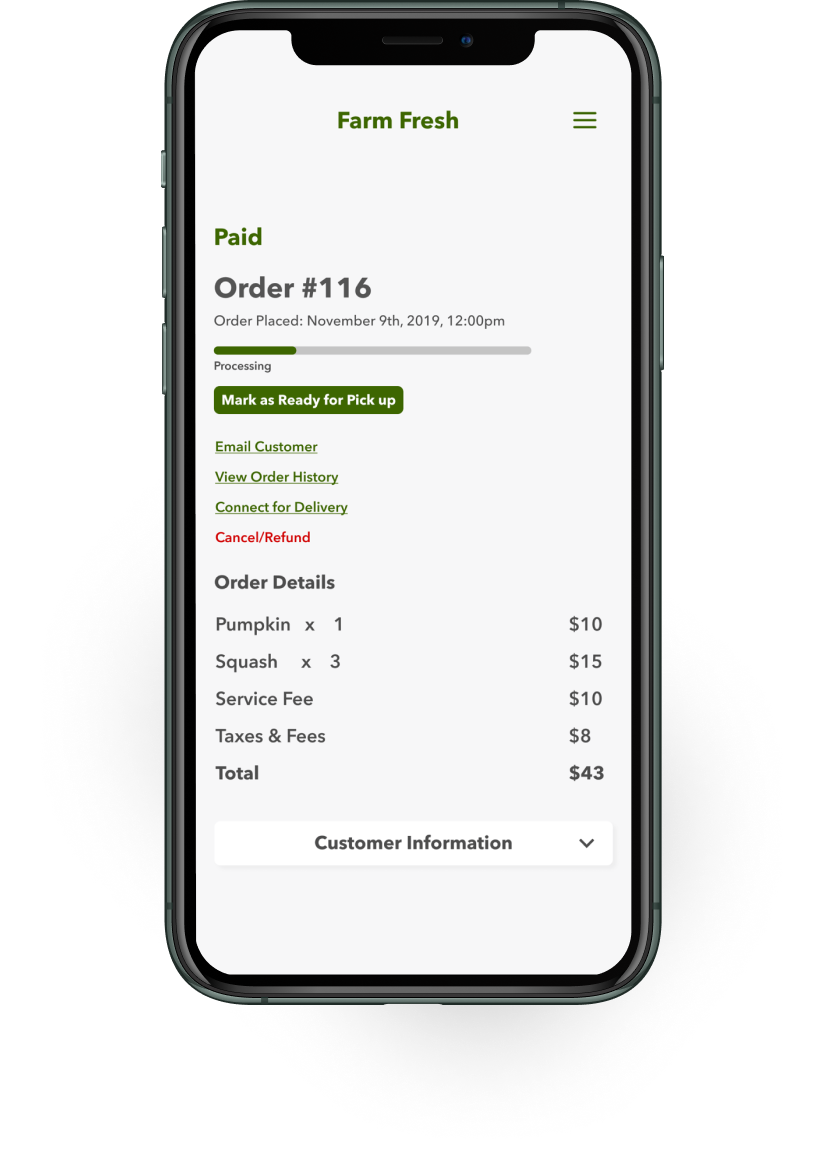 Farm Fresh
Paid
Order #116
Order Placed: November 9th, 2019, 12:00pm
Processing
Mark as Ready for Pick up
Email Customer
View Order History
Connect for Delivery
Cancel/Refund
Order Details
Pumpkin x 1 $10
Squash x 3 $15
Service Fee $10
Taxes & Fees $8
Total $43
Customer Information